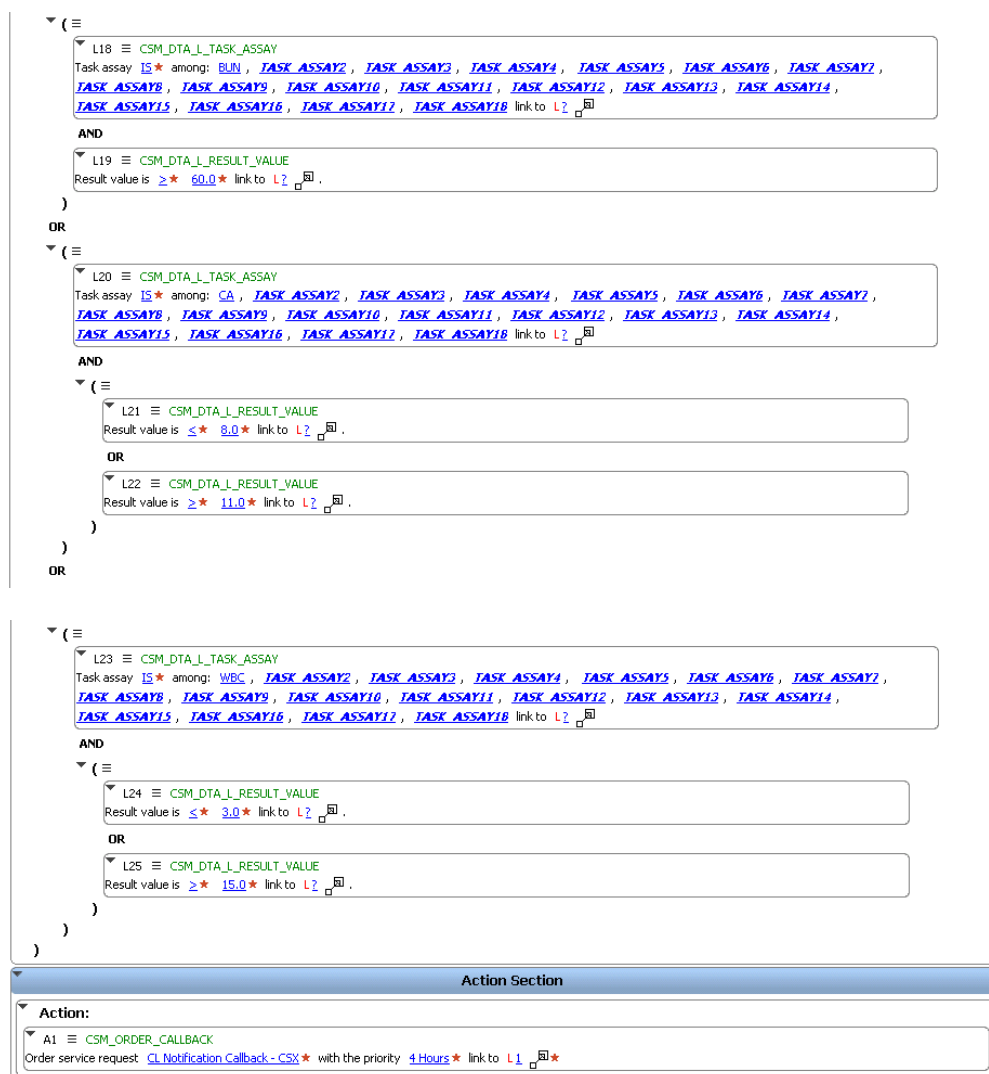 ( ≡
L18 ≡ CSM_DTA_L_TASK_ASSAY
Task assay IS★ among: BUN , TASK ASSAY2 , TASK ASSAY3 , TASK ASSAY4 , TASK ASSAY5 , TASK ASSAY6 , TASK ASSAY7 ,
TASK ASSAY8 , TASK ASSAY9 , TASK ASSAY10 , TASK ASSAY11 , TASK ASSAY12 , TASK ASSAY13 , TASK ASSAY14 ,
TASK ASSAY15 , TASK ASSAY16 , TASK ASSAY17 , TASK ASSAY18 link to L?
AND
L19 ≡ CSM_DTA_L_RESULT_VALUE
Result value is >★ 60.0★ link to L? .
)
OR
( ≡
L20 ≡ CSM_DTA_L_TASK_ASSAY
Task assay IS★ among: CA , TASK ASSAY2 , TASK ASSAY3 , TASK ASSAY4 , TASK ASSAY5 , TASK ASSAY6 , TASK ASSAY7 ,
TASK ASSAY8 , TASK ASSAY9 , TASK ASSAY10 , TASK ASSAY11 , TASK ASSAY12 , TASK ASSAY13 , TASK ASSAY14 ,
TASK ASSAY15 , TASK ASSAY16 , TASK ASSAY17 , TASK ASSAY18 link to L?
AND
( ≡
L21 ≡ CSM_DTA_L_RESULT_VALUE
Result value is <★ 8.0★ link to L? .
OR
L22 ≡ CSM_DTA_L_RESULT_VALUE
Result value is >★ 11.0★ link to L? .
)
)
OR
( ≡
L23 ≡ CSM_DTA_L_TASK_ASSAY
Task assay IS★ among: WBC , TASK ASSAY2 , TASK ASSAY3 , TASK ASSAY4 , TASK ASSAY5 , TASK ASSAY6 , TASK ASSAY7 ,
TASK ASSAY8 , TASK ASSAY9 , TASK ASSAY10 , TASK ASSAY11 , TASK ASSAY12 , TASK ASSAY13 , TASK ASSAY14 ,
TASK ASSAY15 , TASK ASSAY16 , TASK ASSAY17 , TASK ASSAY18 link to L?
AND
( ≡
L24 ≡ CSM_DTA_L_RESULT_VALUE
Result value is <★ 3.0★ link to L? .
OR
L25 ≡ CSM_DTA_L_RESULT_VALUE
Result value is >★ 15.0★ link to L? .
)
)
)
Action Section
Action:
A1 ≡ CSM_ORDER_CALLBACK
Order service request CL Notification Callback - CSX★ with the priority 4 Hours★ link to L1 ★